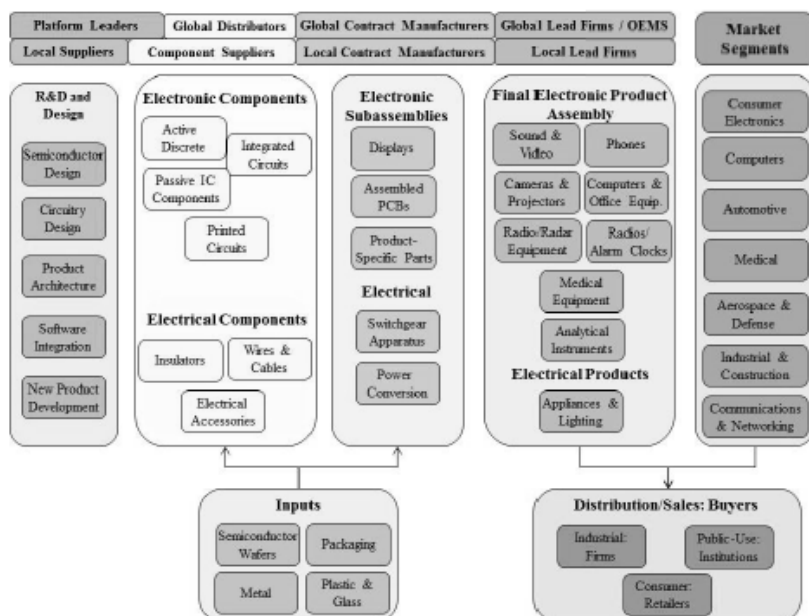 Platform Leaders
Global Distributors
Global Contract Manufacturers
Global Lead Firms / OEMS
Local Suppliers
Component Suppliers
Local Contract Manufacturers
Local Lead Firms
Market
Segments
R&D and
Design
Semiconductor
Design
Circuitry
Design
Product
Architecture
Software
Integration
New Product
Development
Electronic Components
Active
Discrete
Integrated
Circuits
Passive IC
Components
Printed
Circuits
Electrical Components
Insulators
Wires &
Cables
Electrical
Accessories
Electronic
Subassemblies
Displays
Assembled
PCBs
Product-
Specific Parts
Electrical
Switchgear
Apparatus
Power
Conversion
Final Electronic Product
Assembly
Sound &
Video
Phones
Cameras &
Projectors
Computers &
Office Equip.
Radio/Radar
Equipment
Radios/
Alarm Clocks
Medical
Equipment
Analytical
Instruments
Electrical Products
Appliances &
Lighting
Consumer
Electronics
Computers
Automotive
Medical
Aerospace &
Defense
Industrial &
Construction
Communications
& Networking
Inputs
Semiconductor
Wafers
Packaging
Metal
Plastic &
Glass
Distribution/Sales: Buyers
Industrial:
Firms
Public-Use:
Institutions
Consumer:
Retailers